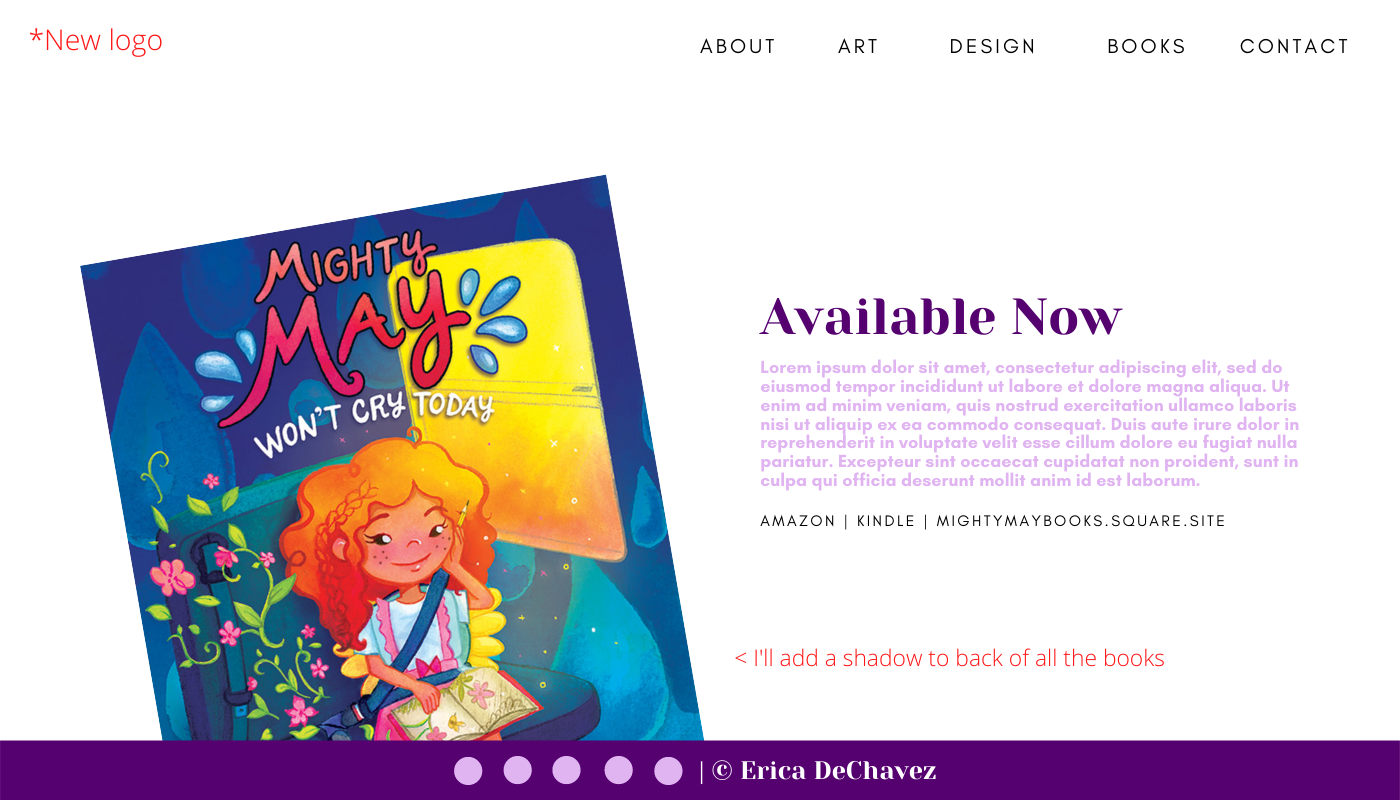 *New logo
ABOUT ART DESIGN BOOKS CONTACT
MIGHTY
MAY
WON'T CRY TODAY
Available Now
Lorem ipsum dolor sit amet, consectetur adipiscing elit, sed do
eiusmod tempor incididunt ut labore et dolore magna aliqua. Ut
enim ad minim veniam, quis nostrud exercitation ullamco laboris
nisi ut aliquip ex ea commodo consequat. Duis aute irure dolor in
reprehenderit in voluptate velit esse cillum dolore eu fugiat nulla
pariatur. Excepteur sint occaecat cupidatat non proident, sunt in
culpa qui officia deserunt mollit anim id est laborum.
AMAZON | KINDLE | MIGHTYMAYBOOKS.SQUARE.SITE
< I'll add a shadow to back of all the books
| © Erica DeChavez